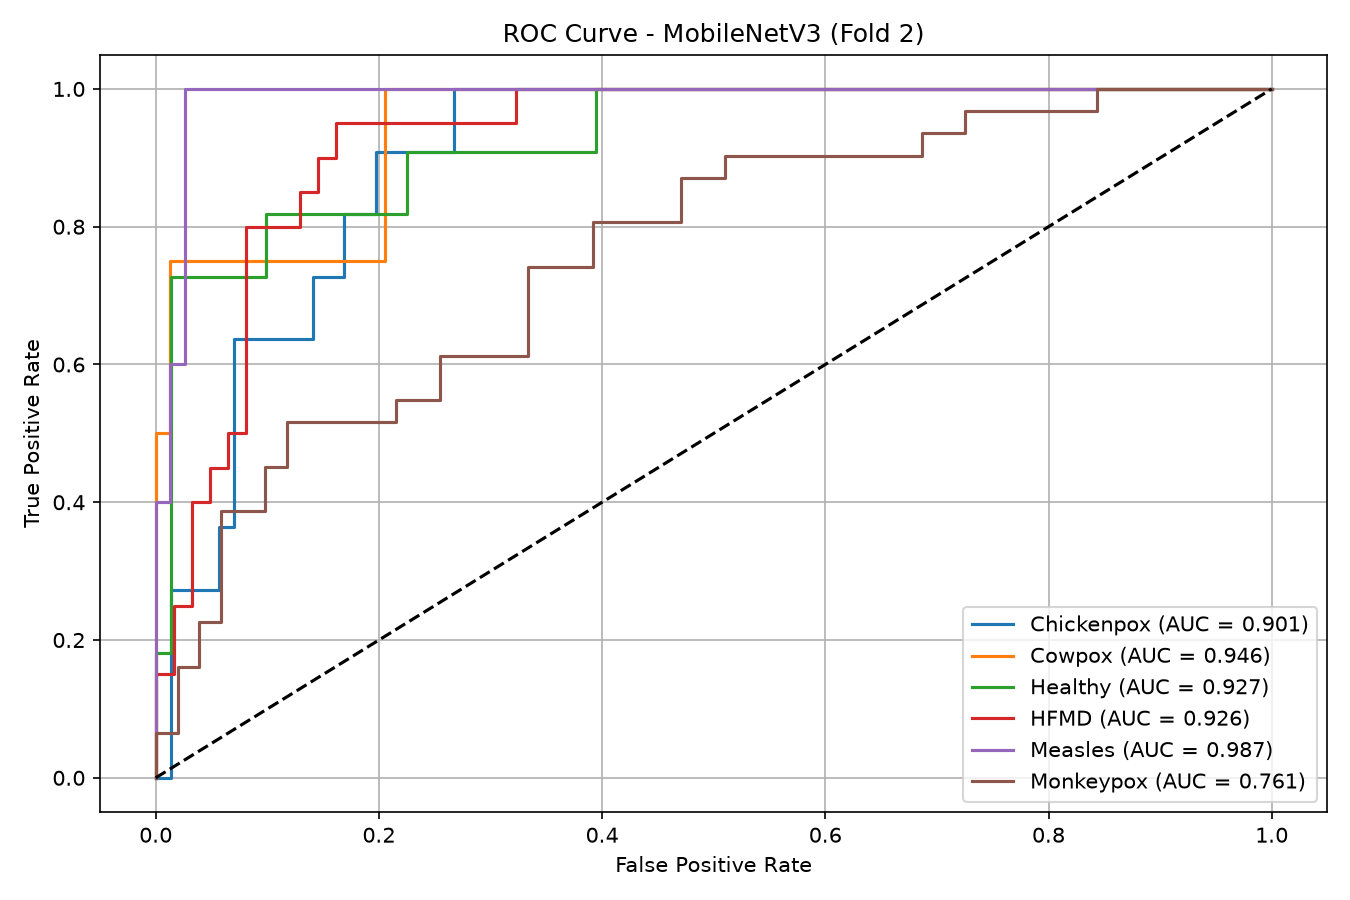 ROC Curve - MobileNetV3 (Fold 2)
True Positive Rate
1.0
0.8
0.6
0.4
0.2
0.0
0.0 0.2 0.4 0.6 0.8 1.0
False Positive Rate
Chickenpox (AUC = 0.901)
Cowpox (AUC = 0.946)
Healthy (AUC = 0.927)
HFMD (AUC = 0.926)
Measles (AUC = 0.987)
Monkeypox (AUC = 0.761)